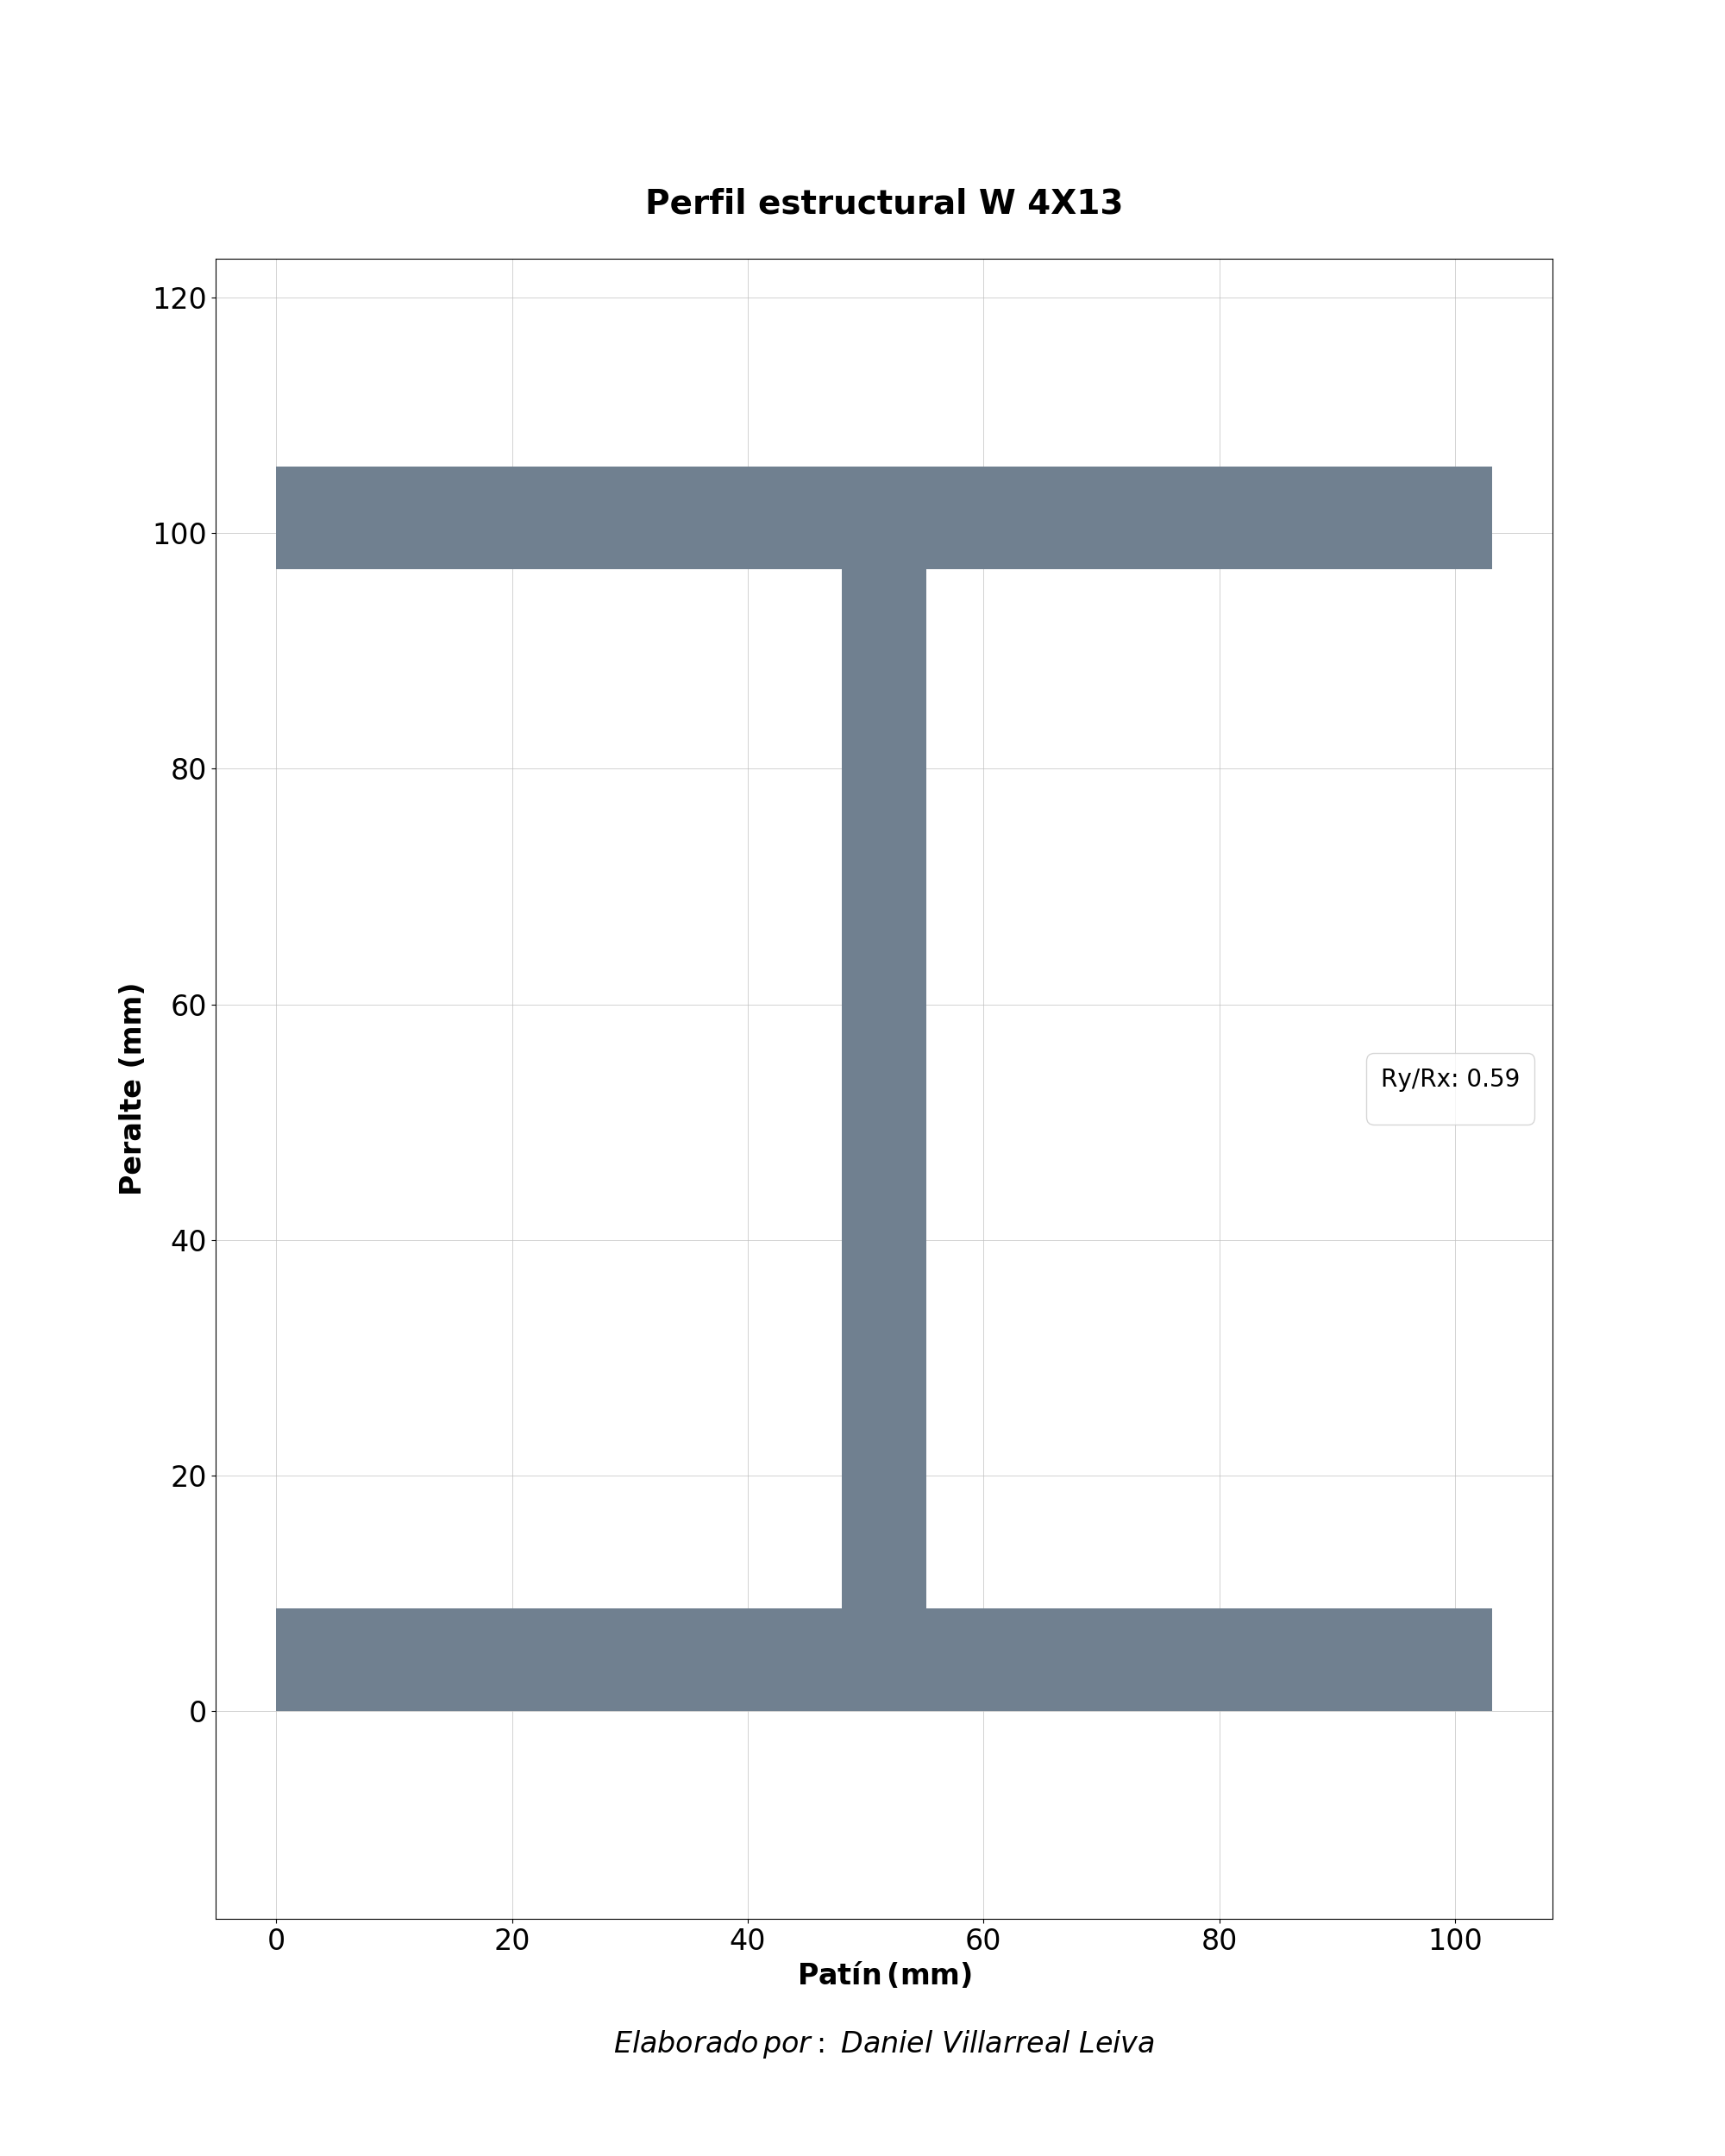 Perfil estructural W 4X13
120
100
80
60
40
20
0
Peralte (mm)
Ry/Rx: 0.59
0 20 40 60 80 100
Patín (mm)
Elaborado por: Daniel Villarreal Leiva